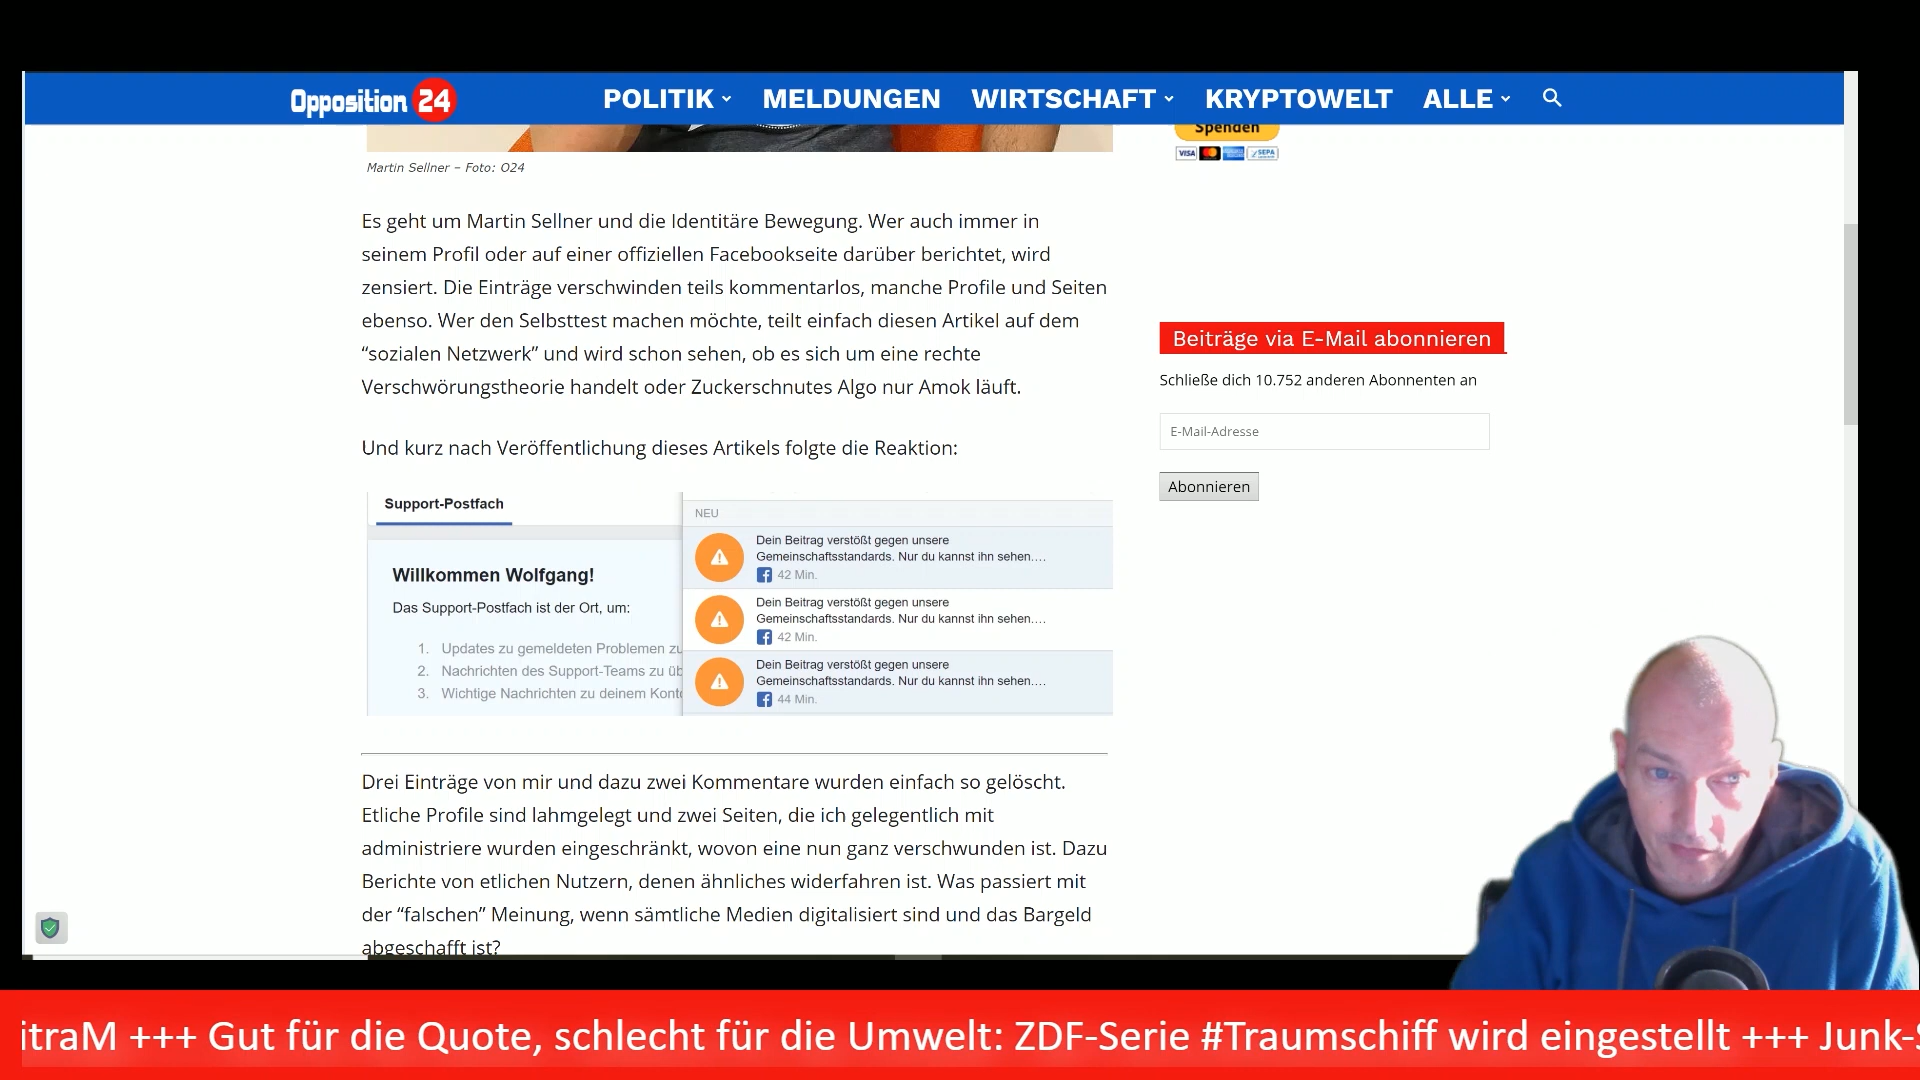 Opposition 24
POLITIK MELDUNGEN WIRTSCHAFT KRYPTOWELT ALLE
Martin Sellner – Foto: O24
Es geht um Martin Sellner und die Identitäre Bewegung. Wer auch immer in
seinem Profil oder auf einer offiziellen Facebookseite darüber berichtet, wird
zensiert. Die Einträge verschwinden teils kommentarlos, manche Profile und Seiten
ebenso. Wer den Selbsttest machen möchte, teilt einfach diesen Artikel auf dem
“sozialen Netzwerk” und wird schon sehen, ob es sich um eine rechte
Verschwörungstheorie handelt oder Zuckerschnutes Algo nur Amok läuft.
Und kurz nach Veröffentlichung dieses Artikels folgte die Reaktion:
Support-Postfach
Willkommen Wolfgang!
Das Support-Postfach ist der Ort, um:
1. Updates zu gemeldeten Problemen zu
2. Nachrichten des Support-Teams zu üb
3. Wichtige Nachrichten zu deinem Konto
NEU
Dein Beitrag verstößt gegen unsere
Gemeinschaftsstandards. Nur du kannst ihn sehen....
42 Min.
Dein Beitrag verstößt gegen unsere
Gemeinschaftsstandards. Nur du kannst ihn sehen....
42 Min.
Dein Beitrag verstößt gegen unsere
Gemeinschaftsstandards. Nur du kannst ihn sehen....
44 Min.
Drei Einträge von mir und dazu zwei Kommentare wurden einfach so gelöscht.
Etliche Profile sind lahmgelegt und zwei Seiten, die ich gelegentlich mit
administriere wurden eingeschränkt, wovon eine nun ganz verschwunden ist. Dazu
Berichte von etlichen Nutzern, denen ähnliches widerfahren ist. Was passiert mit
der “falschen” Meinung, wenn sämtliche Medien digitalisiert sind und das Bargeld
abgeschafft ist?
Spenden
VISA SEPA
Beiträge via E-Mail abonnieren
Schließe dich 10.752 anderen Abonnenten an
E-Mail-Adresse
Abonnieren
itraM +++ Gut für die Quote, schlecht für die Umwelt: ZDF-Serie #Traumschiff wird eingestellt +++ Junk-S